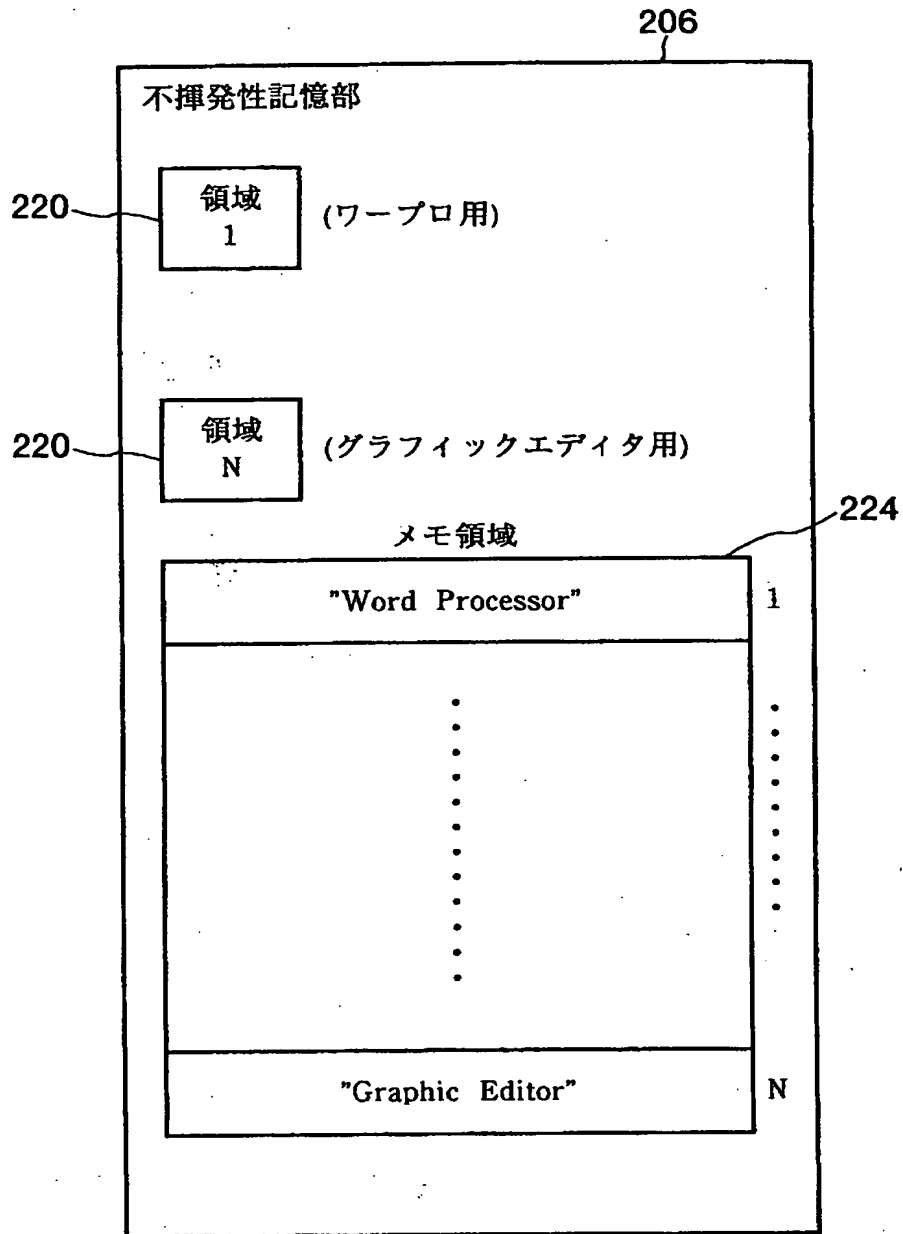 206
不揮発性記憶部
220
領域
1
(ワープロ用)
220
領域
N
(グラフィックエディタ用)
メモ領域
224
"Word Processor"
1
"Graphic Editor"
N